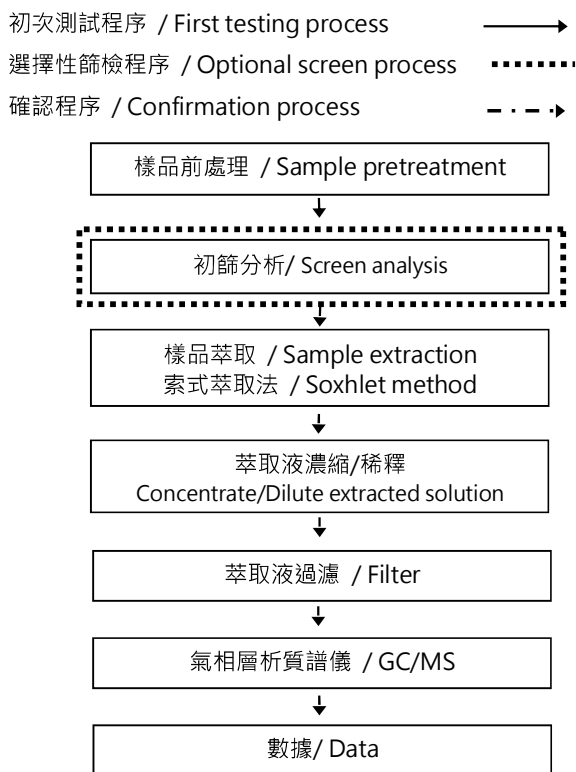 初次測試程序 / First testing process
選擇性篩檢程序 / Optional screen process
確認程序 / Confirmation process
樣品前處理 / Sample pretreatment
初篩分析/ Screen analysis
樣品萃取 / Sample extraction
索式萃取法 / Soxhlet method
萃取液濃縮/稀釋
Concentrate/Dilute extracted solution
萃取液過濾 / Filter
氣相層析質譜儀 / GC/MS
數據/ Data